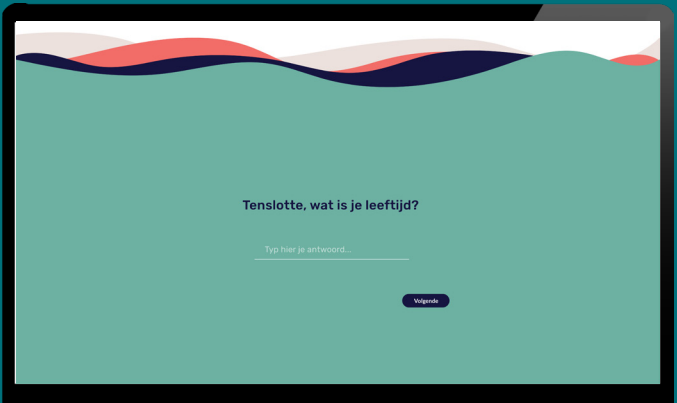 Tenslotte, wat is je leeftijd?
Typ hier je antwoord...
Volgende